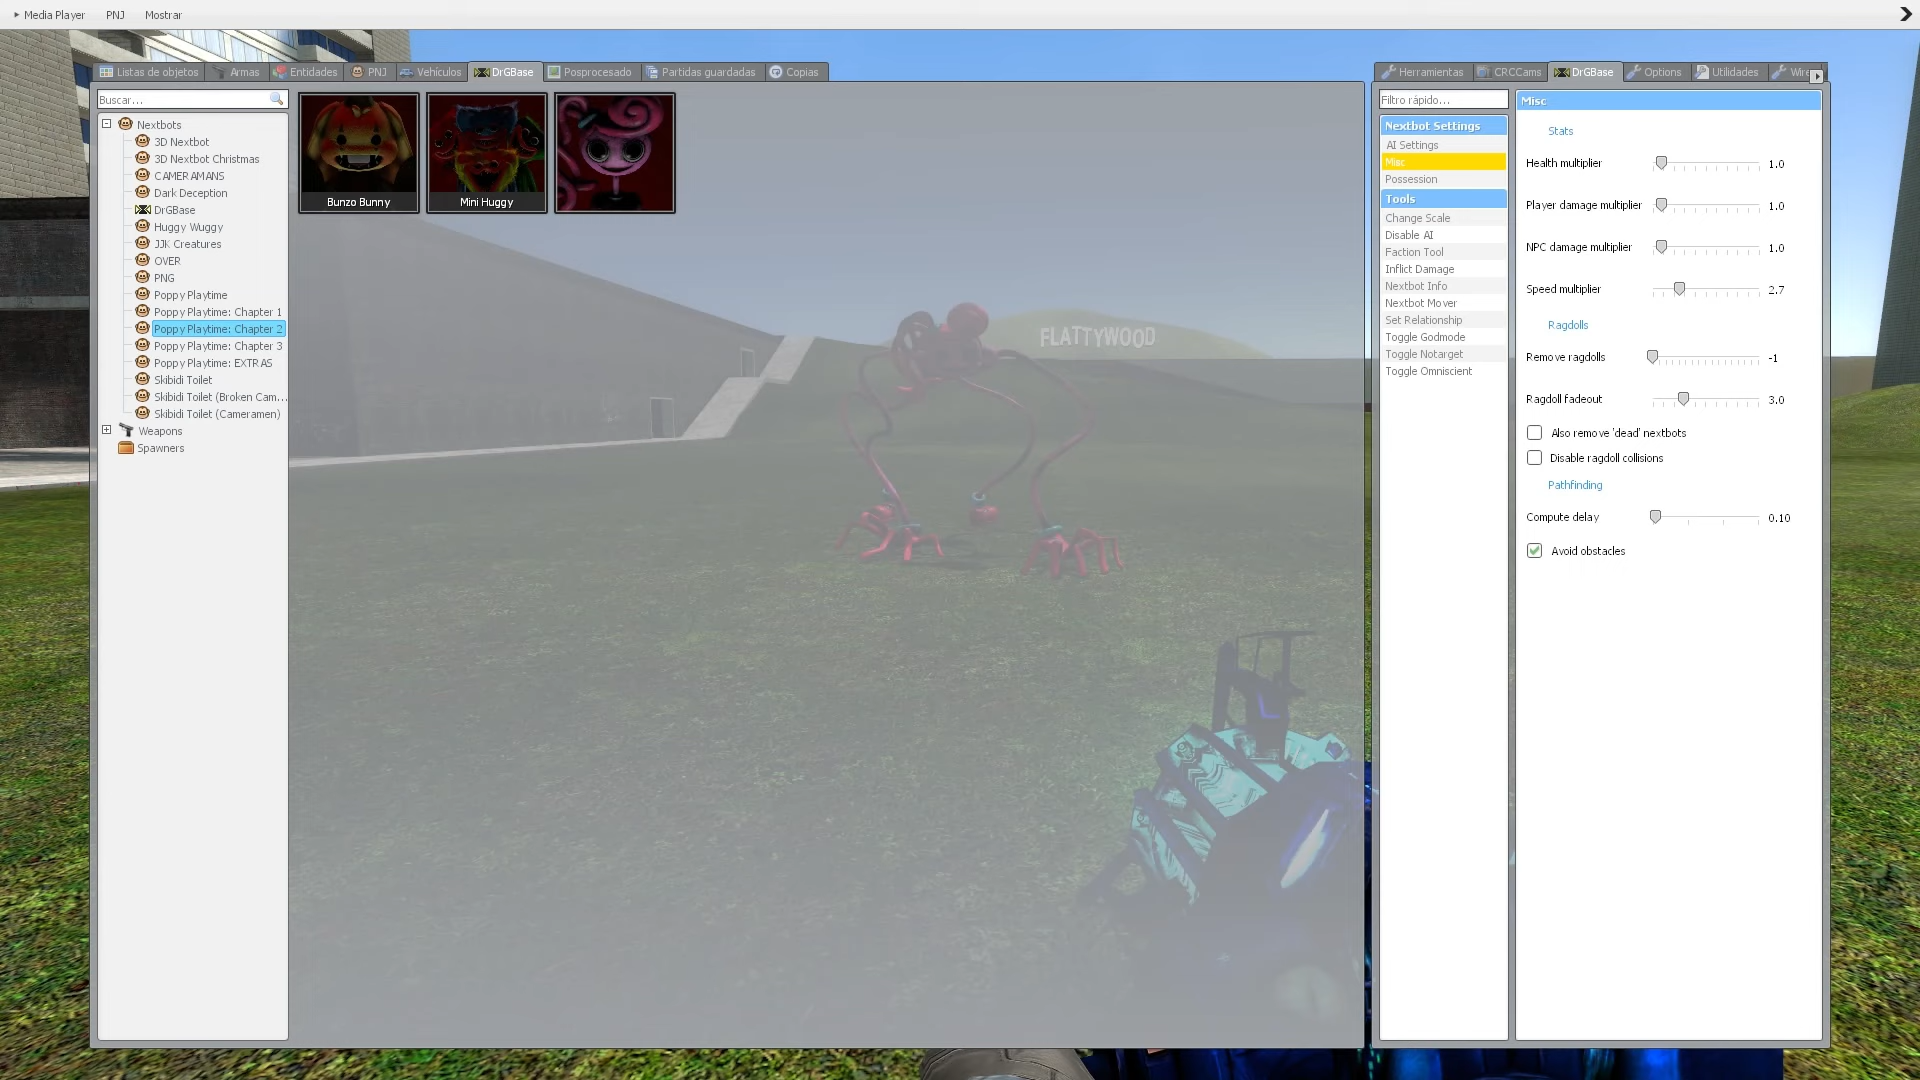 Media Player PNJ Mostrar
Listas de objetos Armas Entidades PNJ Vehículos DrGBase Posprocesado Partidas guardadas Copias
Buscar...
Nextbots
3D Nextbot
3D Nextbot Christmas
CAMERAMANS
Dark Deception
DrGBase
Huggy Wuggy
JJK Creatures
OVER
PNG
Poppy Playtime
Poppy Playtime: Chapter 1
Poppy Playtime: Chapter 2
Poppy Playtime: Chapter 3
Poppy Playtime: EXTRAS
Skibidi Toilet
Skibidi Toilet (Broken Cam...
Skibidi Toilet (Cameramen)
Weapons
Spawners
Bunzo Bunny
Mini Huggy
FLATTYWOOD
Herramientas CRCCams DrGBase Options Utilidades Wire
Filtro rápido...
Nextbot Settings
AI Settings
Misc
Possession
Tools
Change Scale
Disable AI
Faction Tool
Inflict Damage
Nextbot Info
Nextbot Mover
Set Relationship
Toggle Godmode
Toggle Notarget
Toggle Omniscient
Misc
Stats
Health multiplier 1.0
Player damage multiplier 1.0
NPC damage multiplier 1.0
Speed multiplier 2.7
Ragdolls
Remove ragdolls -1
Ragdoll fadeout 3.0
Also remove 'dead' nextbots
Disable ragdoll collisions
Pathfinding
Compute delay 0.10
Avoid obstacles